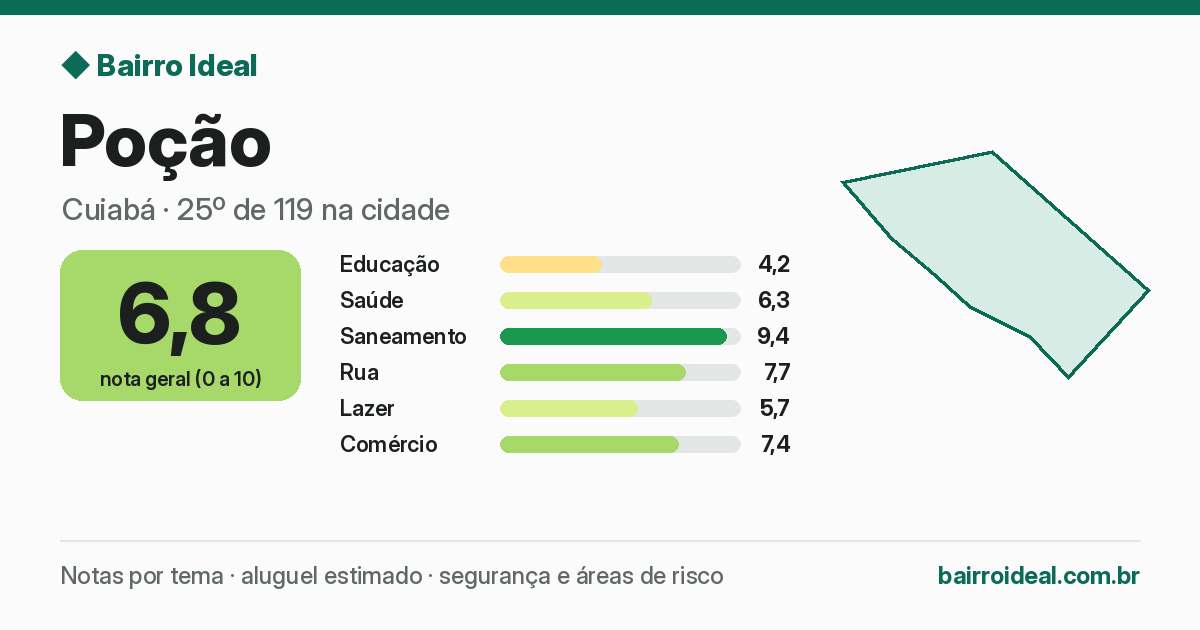 Bairro Ideal
Poção
Cuiabá · 25º de 119 na cidade
6,8
nota geral (0 a 10)
Educação 4,2
Saúde 6,3
Saneamento 9,4
Rua 7,7
Lazer 5,7
Comércio 7,4
Notas por tema · aluguel estimado · segurança e áreas de risco
bairroideal.com.br